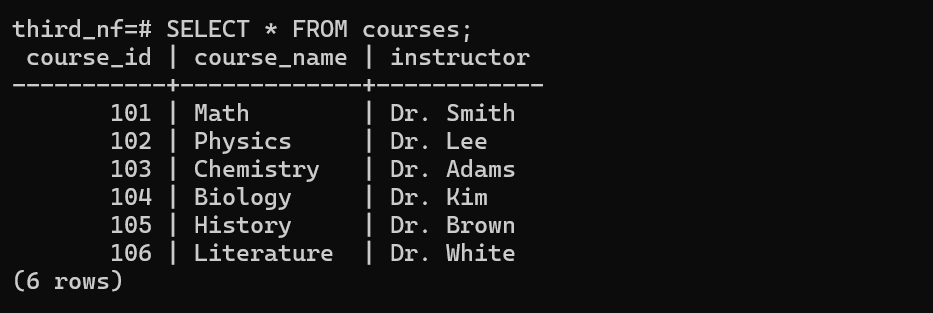 third_nf=# SELECT * FROM courses;
 course_id | course_name | instructor
-----------+-------------+------------
       101 | Math        | Dr. Smith
       102 | Physics     | Dr. Lee
       103 | Chemistry   | Dr. Adams
       104 | Biology     | Dr. Kim
       105 | History     | Dr. Brown
       106 | Literature  | Dr. White
(6 rows)